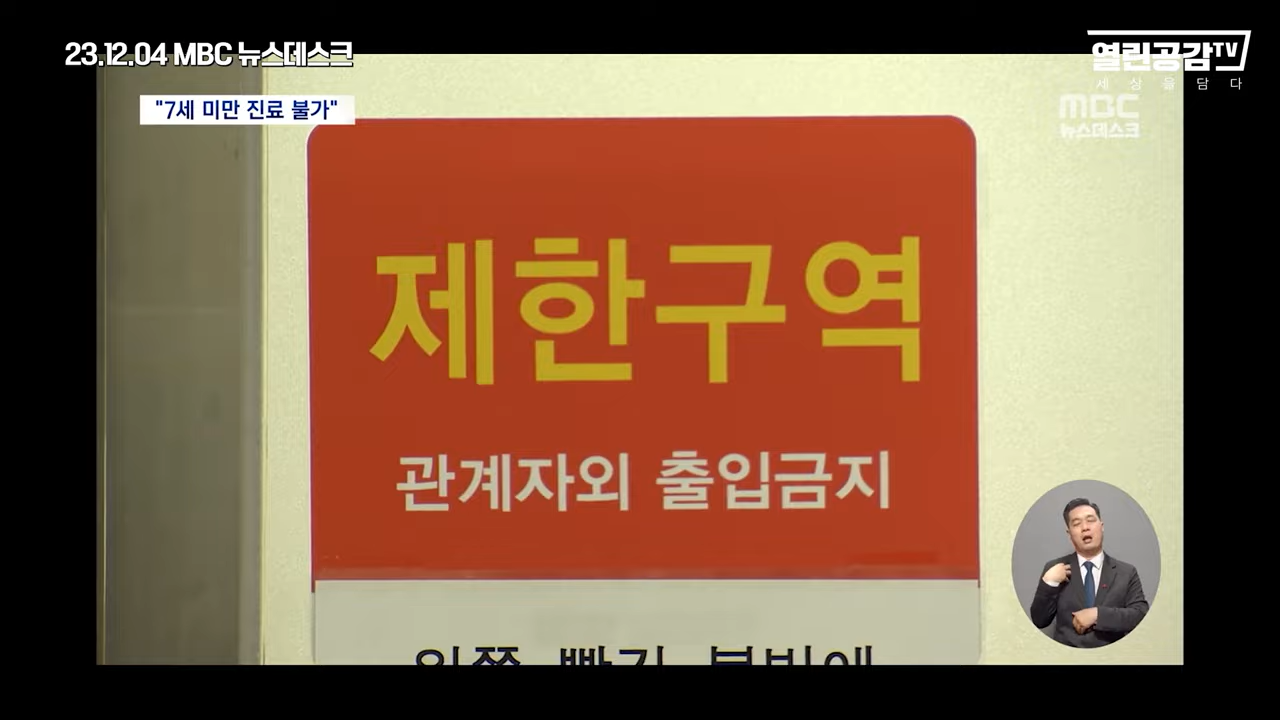 23.12.04 MBC 뉴스데스크
열린공감TV
세상을담다
"7세 미만 진료 불가"
MBC
뉴스데스크
제한구역
관계자외 출입금지